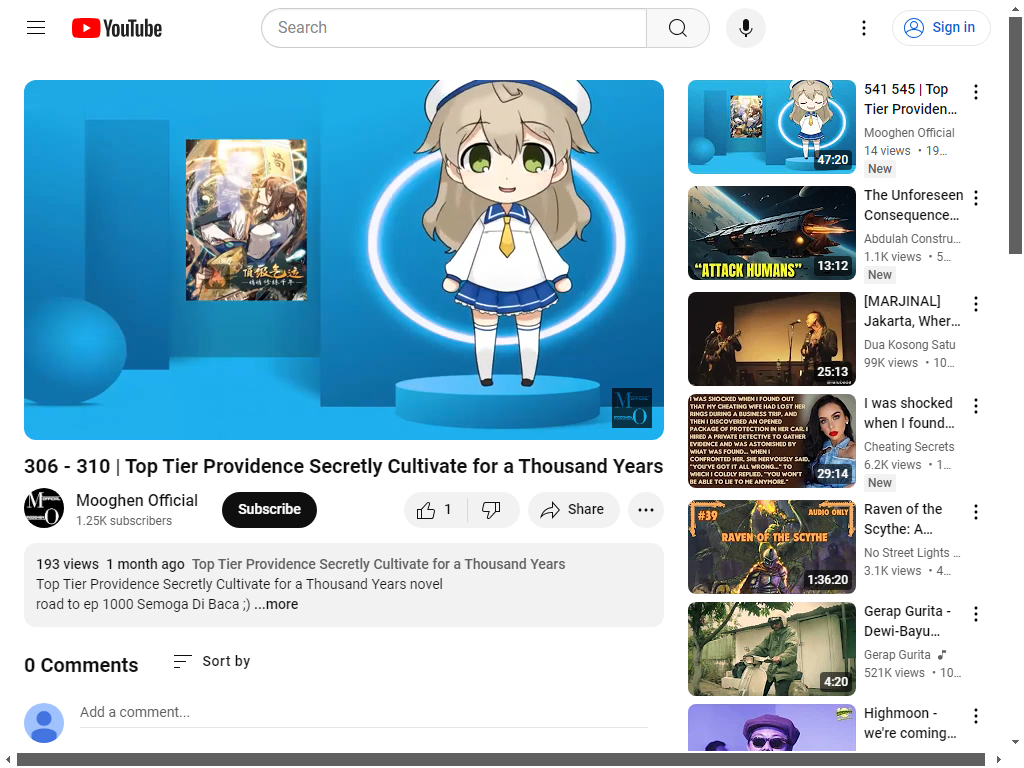 YouTube
Search
Sign in
頂級氣運
悄悄修練千年
306 - 310 | Top Tier Providence Secretly Cultivate for a Thousand Years
Mooghen Official
1.25K subscribers
Subscribe
1
Share
193 views 1 month ago Top Tier Providence Secretly Cultivate for a Thousand Years
Top Tier Providence Secretly Cultivate for a Thousand Years novel
road to ep 1000 Semoga Di Baca ;) ...more
0 Comments
Sort by
Add a comment...
47:20
541 545 | Top
Tier Providen...
Mooghen Official
14 views • 19...
New
"ATTACK HUMANS"
13:12
The Unforeseen
Consequence...
Abdulah Constru...
1.1K views • 5...
New
25:13
[MARJINAL]
Jakarta, Wher...
Dua Kosong Satu
99K views • 10...
I WAS SHOCKED WHEN I FOUND OUT
THAT MY CHEATING WIFE HAD LOST HER
RINGS DURING A BUSINESS TRIP, AND
THEN I DISCOVERED AN OPENED
PACKAGE OF PROTECTION IN HER CAR. I
HIRED A PRIVATE DETECTIVE TO GATHER
EVIDENCE AND WAS ASTONISHED BY
WHAT WAS FOUND... WHEN I
CONFRONTED HER, SHE NERVOUSLY SAID,
"YOU'VE GOT IT ALL WRONG..." TO
WHICH I COLDLY REPLIED, "YOU WON'T
BE ABLE TO LIE TO ME ANYMORE."
29:14
I was shocked
when I found...
Cheating Secrets
6.2K views • 1...
New
#39
AUDIO ONLY
RAVEN OF THE SCYTHE
1:36:20
Raven of the
Scythe: A...
No Street Lights ...
3.1K views • 4...
4:20
Gerap Gurita -
Dewi-Bayu...
Gerap Gurita
521K views • 10...
Highmoon -
we're coming...